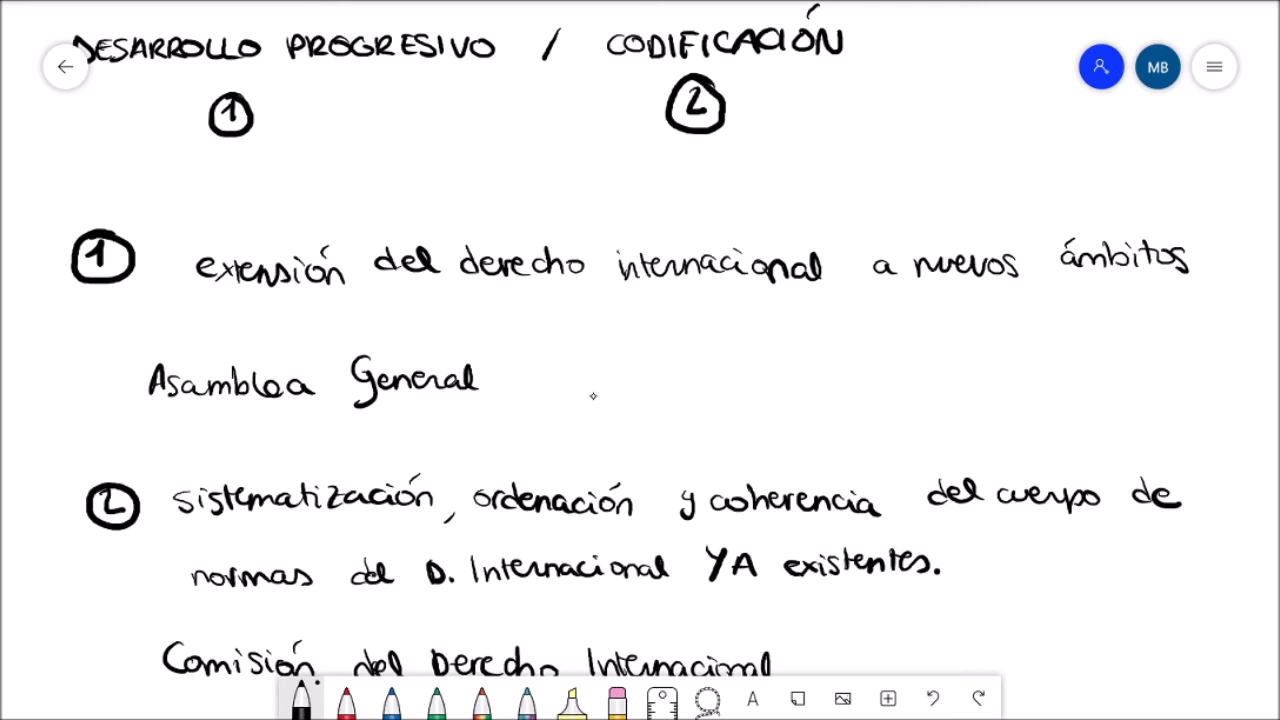 DESARROLLO PROGRESIVO / CODIFICACIÓN
1 2
MB
1 extensión del derecho internacional a nuevos ámbitos
Asamblea General
2 sistematización, ordenación y coherencia del cuerpo de
normas del D. Internacional YA existentes.
Comisión del Derecho Internacional
A